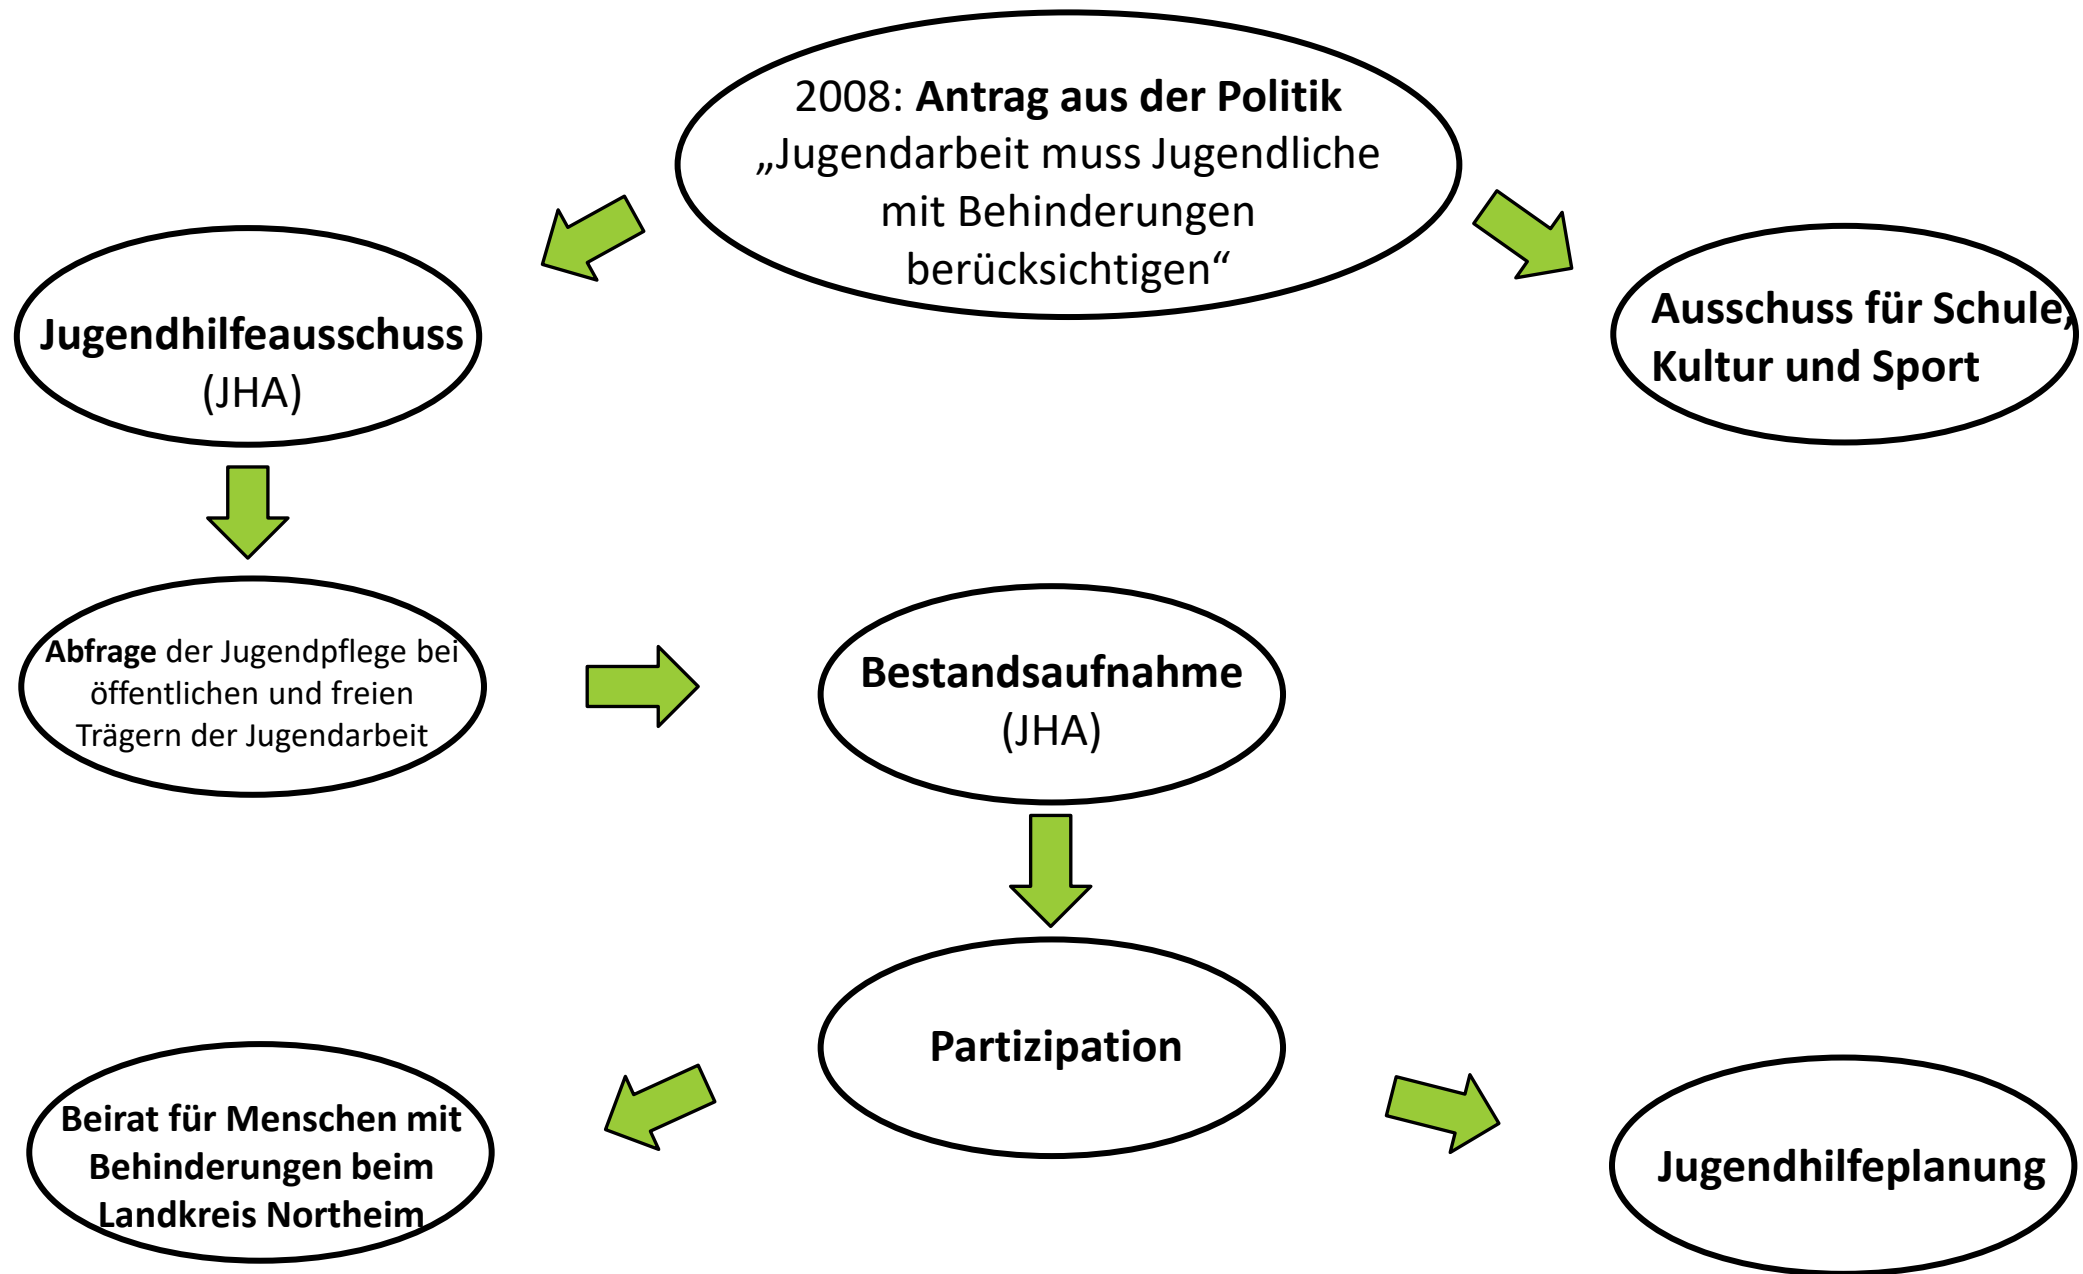 2008: Antrag aus der Politik
„Jugendarbeit muss Jugendliche
mit Behinderungen
berücksichtigen“
Jugendhilfeausschuss
(JHA)
Ausschuss für Schule,
Kultur und Sport
Abfrage der Jugendpflege bei
öffentlichen und freien
Trägern der Jugendarbeit
Bestandsaufnahme
(JHA)
Partizipation
Beirat für Menschen mit
Behinderungen beim
Landkreis Northeim
Jugendhilfeplanung